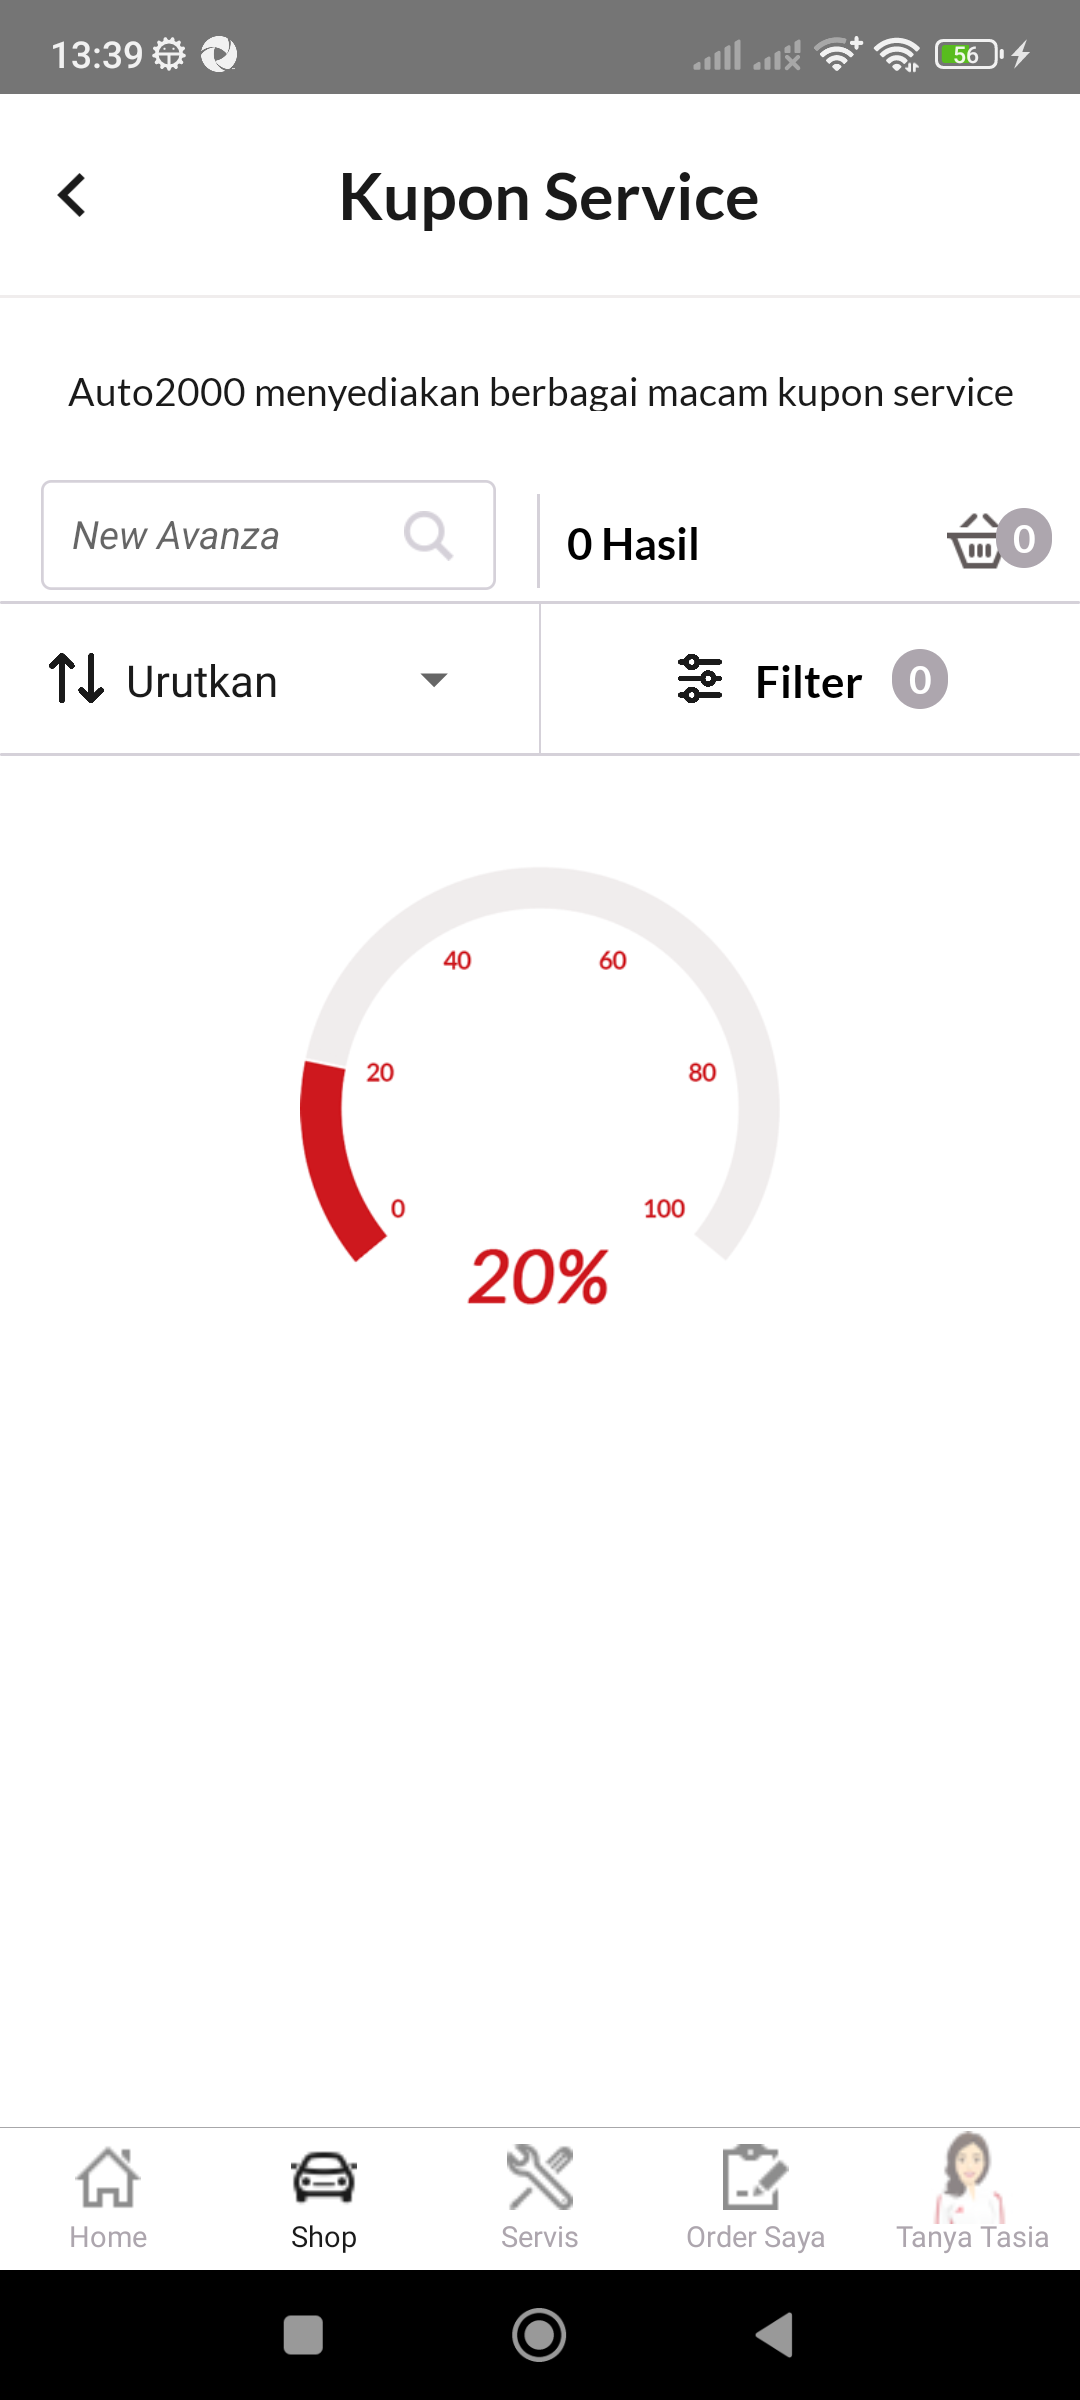 13:39
56
Kupon Service
Auto2000 menyediakan berbagai macam kupon service
New Avanza
0 Hasil
0
Urutkan
Filter
0
40
60
20
80
0
100
20%
Home
Shop
Servis
Order Saya
Tanya Tasia